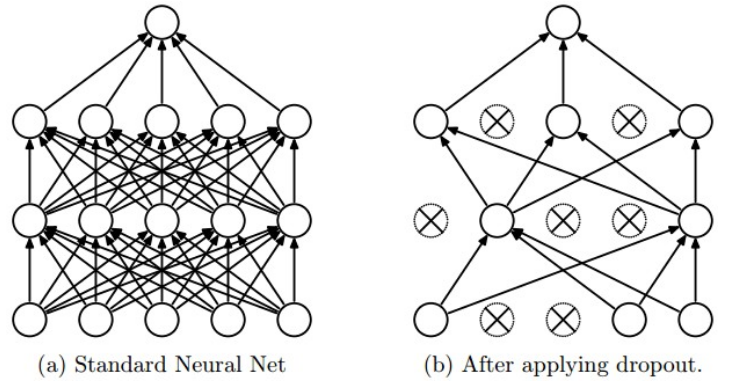 (a) Standard Neural Net
(b) After applying dropout.